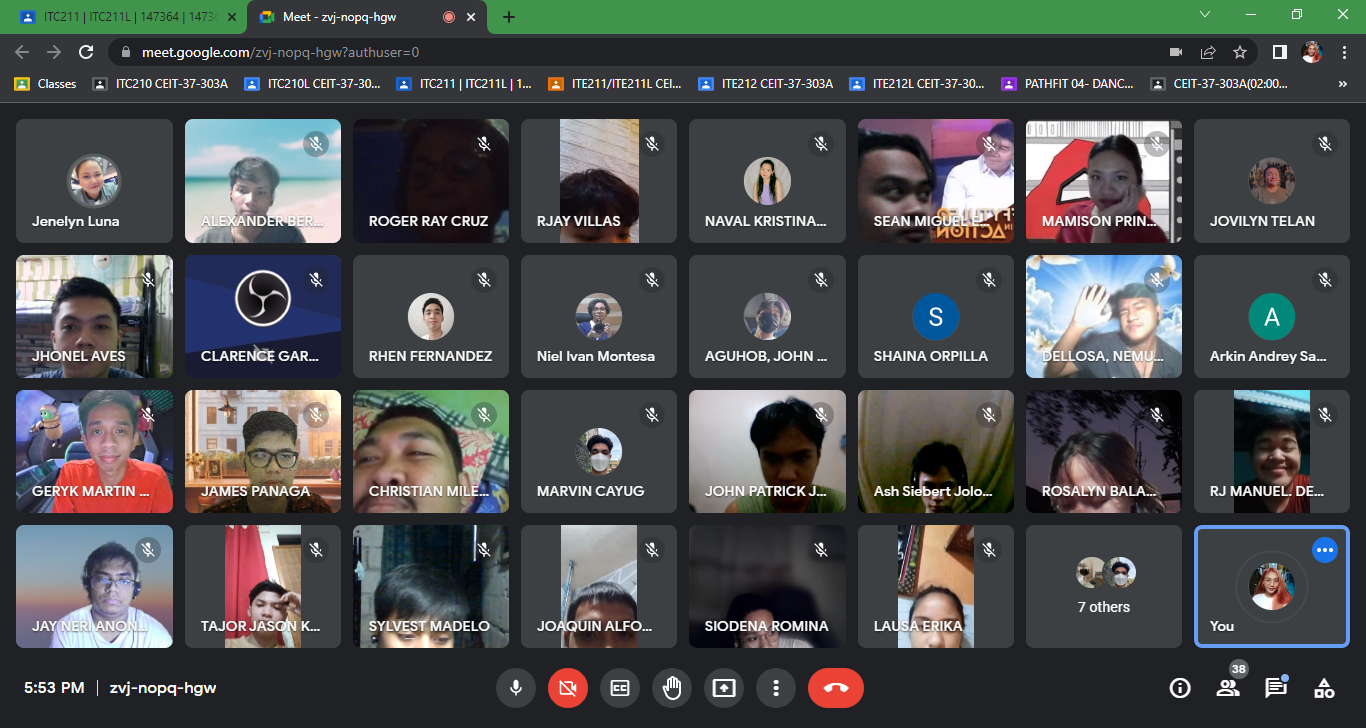 ITC211 | ITC211L | 147364 | 1473
Meet - zvj-nopq-hgw
meet.google.com/zvj-nopq-hgw?authuser=0
Classes
ITC210 CEIT-37-303A
ITC210L CEIT-37-30...
ITC211 | ITC211L | 1...
ITE211/ITE211L CEI...
ITE212 CEIT-37-303A
ITE212L CEIT-37-30...
PATHFIT 04- DANC...
CEIT-37-303A(02:00...
»
Jenelyn Luna
ALEXANDER BER...
ROGER RAY CRUZ
RJAY VILLAS
NAVAL KRISTINA...
SEAN MIGUEL
MAMISON PRIN...
JOVILYN TELAN
JHONEL AVES
CLARENCE GAR...
RHEN FERNANDEZ
Niel Ivan Montesa
AGUHOB, JOHN ...
S
SHAINA ORPILLA
DELLOSA, NEMU...
A
Arkin Andrey Sa...
GERYK MARTIN ...
JAMES PANAGA
CHRISTIAN MILE...
MARVIN CAYUG
JOHN PATRICK J...
Ash Siebert Jolo...
ROSALYN BALA...
RJ MANUEL. DE...
JAY NERI ANON...
TAJOR JASON K...
SYLVEST MADELO
JOAQUIN ALFO...
SIODENA ROMINA
LAUSA ERIKA
7 others
You
5:53 PM | zvj-nopq-hgw
38